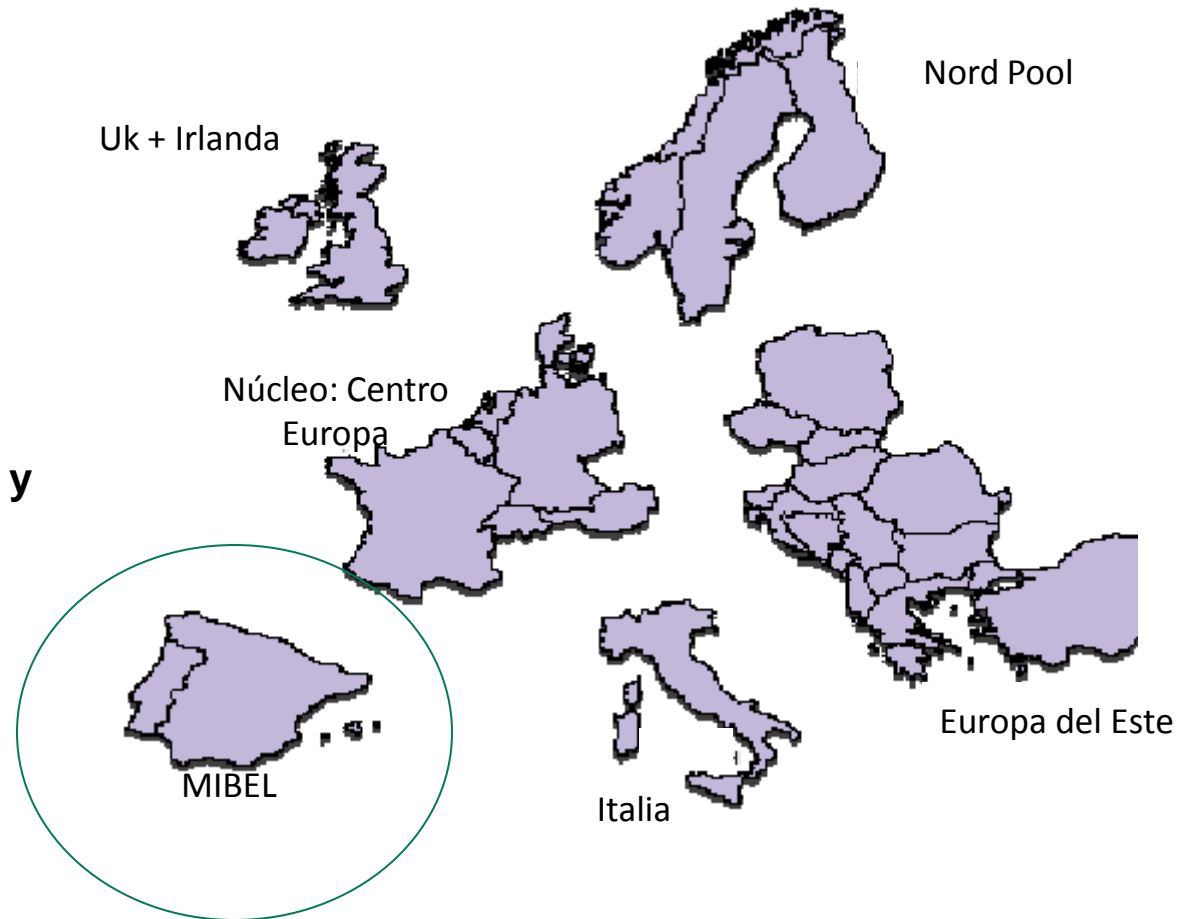 Nord Pool
Uk + Irlanda
Núcleo: Centro
Europa
y
MIBEL
Italia
Europa del Este